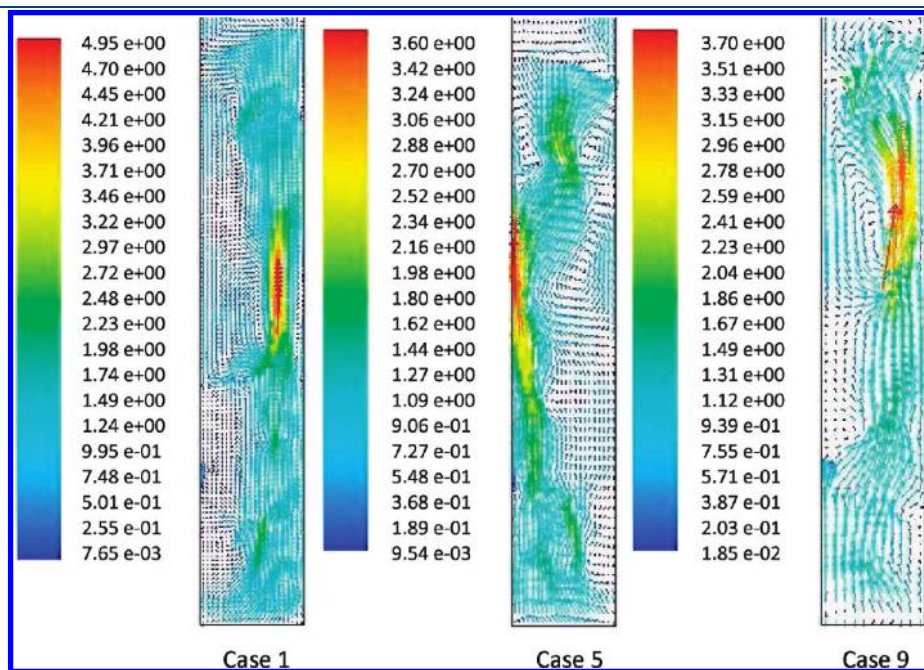 4.95 e+00
4.70 e+00
4.45 e+00
4.21 e+00
3.96 e+00
3.71 e+00
3.46 e+00
3.22 e+00
2.97 e+00
2.72 e+00
2.48 e+00
2.23 e+00
1.98 e+00
1.74 e+00
1.49 e+00
1.24 e+00
9.95 e-01
7.48 e-01
5.01 e-01
2.55 e-01
7.65 e-03
Case 1
3.60 e+00
3.42 e+00
3.24 e+00
3.06 e+00
2.88 e+00
2.70 e+00
2.52 e+00
2.34 e+00
2.16 e+00
1.98 e+00
1.80 e+00
1.62 e+00
1.44 e+00
1.27 e+00
1.09 e+00
9.06 e-01
7.27 e-01
5.48 e-01
3.68 e-01
1.89 e-01
9.54 e-03
Case 5
3.70 e+00
3.51 e+00
3.33 e+00
3.15 e+00
2.96 e+00
2.78 e+00
2.59 e+00
2.41 e+00
2.23 e+00
2.04 e+00
1.86 e+00
1.67 e+00
1.49 e+00
1.31 e+00
1.12 e+00
9.39 e-01
7.55 e-01
5.71 e-01
3.87 e-01
2.03 e-01
1.85 e-02
Case 9